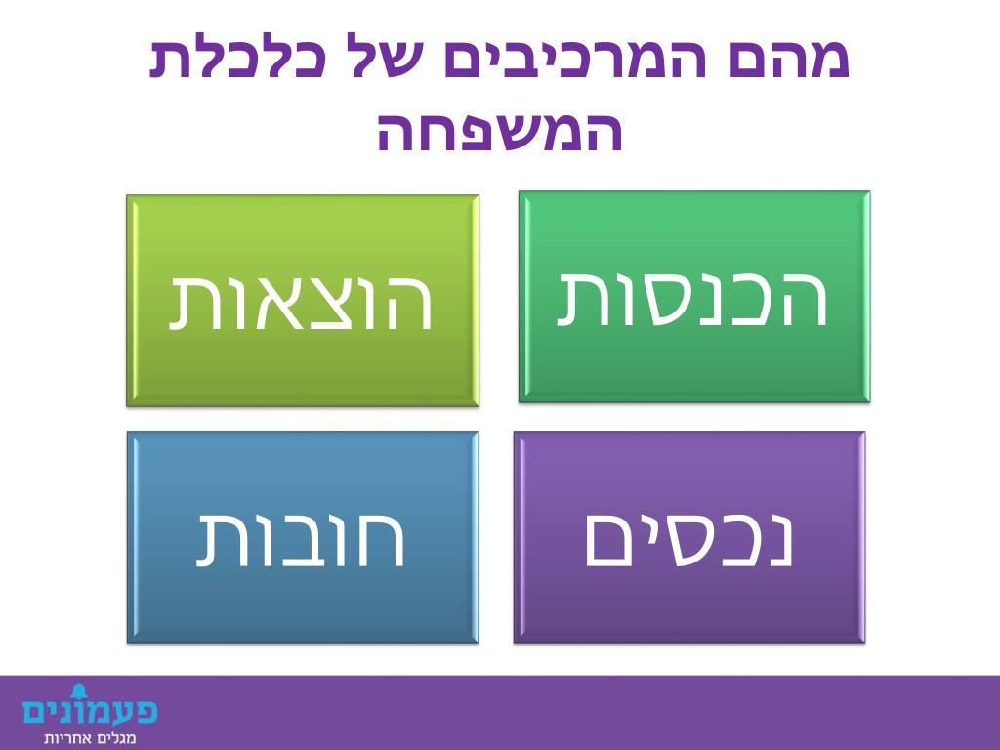 מהם המרכיבים של כלכלת
המשפחה
הכנסות
הוצאות
נכסים
חובות
פעמונים
מגלים אחריות